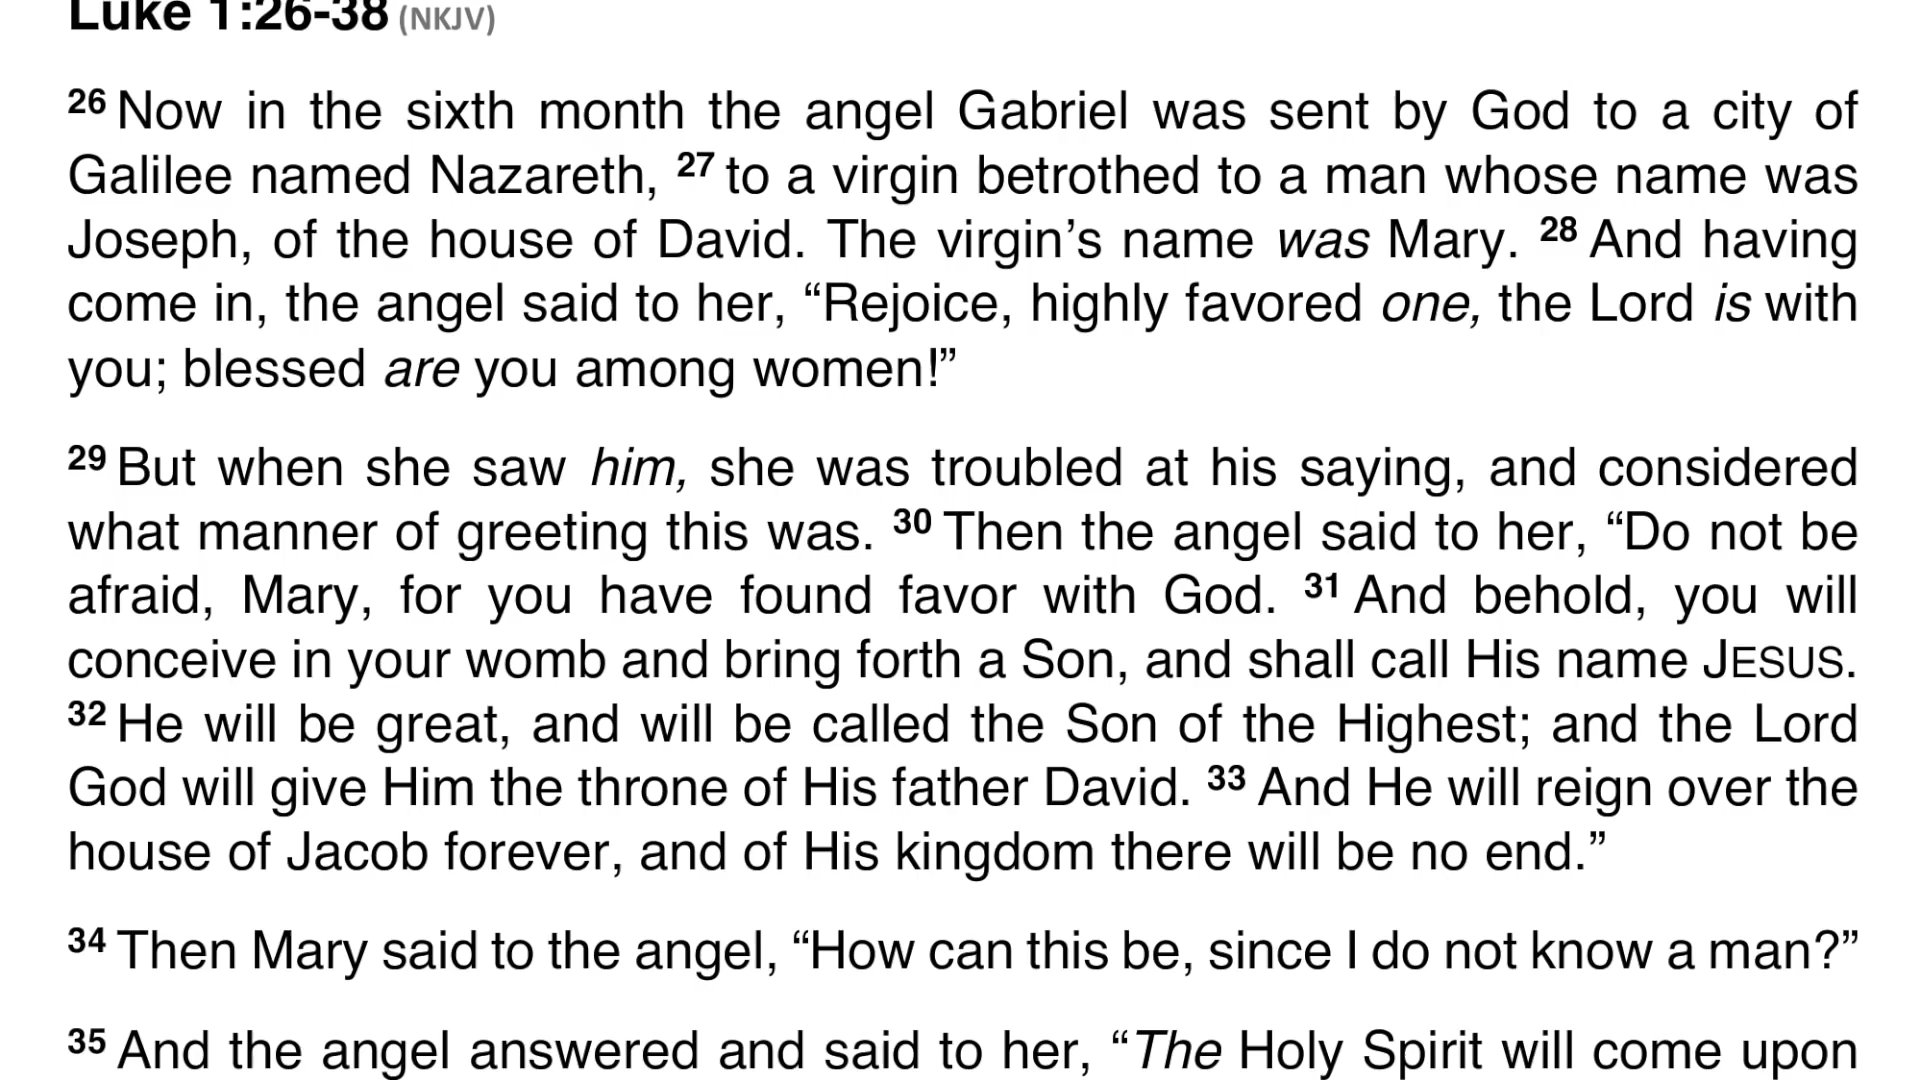 Luke 1:26-38 (NKJV)
26 Now in the sixth month the angel Gabriel was sent by God to a city of
Galilee named Nazareth, 27 to a virgin betrothed to a man whose name was
Joseph, of the house of David. The virgin’s name was Mary. 28 And having
come in, the angel said to her, “Rejoice, highly favored one, the Lord is with
you; blessed are you among women!”
29 But when she saw him, she was troubled at his saying, and considered
what manner of greeting this was. 30 Then the angel said to her, “Do not be
afraid, Mary, for you have found favor with God. 31 And behold, you will
conceive in your womb and bring forth a Son, and shall call His name JESUS.
32 He will be great, and will be called the Son of the Highest; and the Lord
God will give Him the throne of His father David. 33 And He will reign over the
house of Jacob forever, and of His kingdom there will be no end.”
34 Then Mary said to the angel, “How can this be, since I do not know a man?”
35 And the angel answered and said to her, “The Holy Spirit will come upon